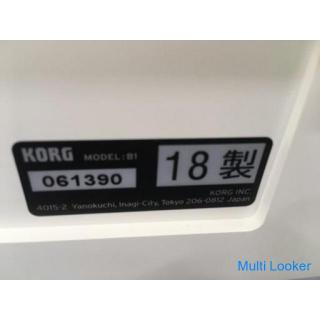 KORG MODEL:B1
061390
18製
KORG INC.
4015-2 Yanokuchi, Inagi-City, Tokyo 206-0812 Japan.
Multi Looker